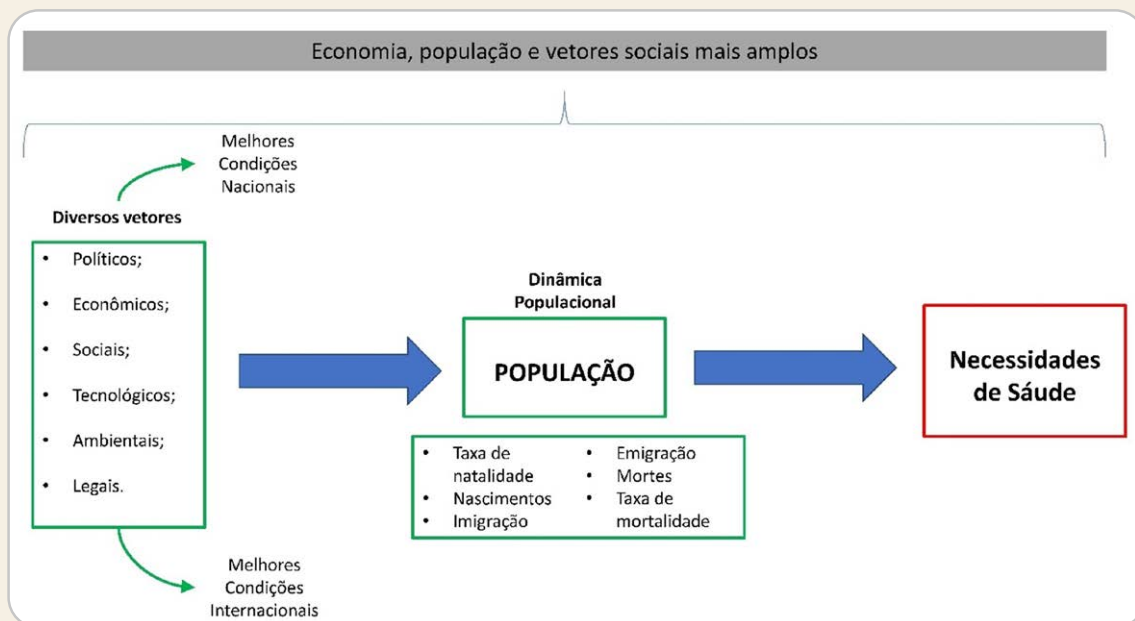 Economia, população e vetores sociais mais amplos
Melhores
Condições
Nacionais
Diversos vetores
• Políticos;
• Econômicos;
• Sociais;
• Tecnológicos;
• Ambientais;
• Legais.
Melhores
Condições
Internacionais
Dinâmica
Populacional
POPULAÇÃO
• Taxa de
natalidade
• Nascimentos
• Imigração
• Emigração
• Mortes
• Taxa de
mortalidade
Necessidades
de Sáude